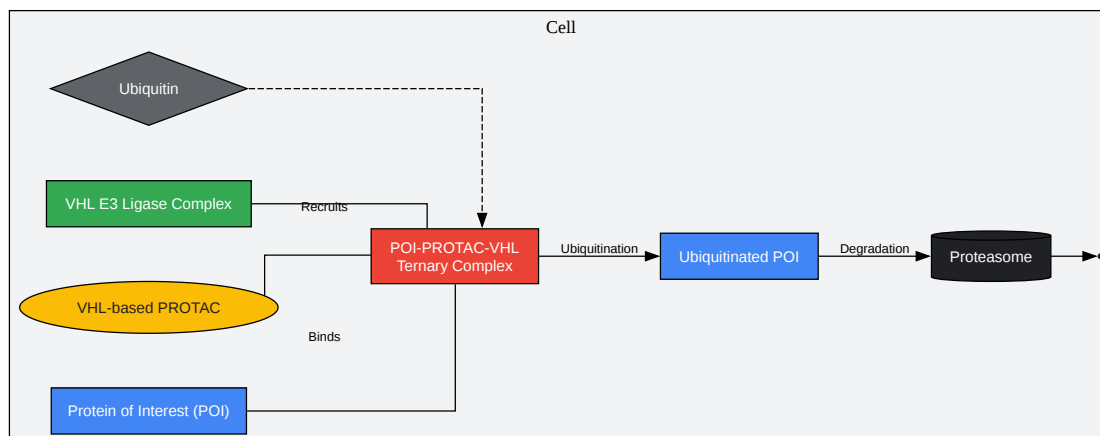 Cell
Ubiquitin
VHL E3 Ligase Complex
Recruits
POI-PROTAC-VHL
Ternary Complex
Ubiquitination
Ubiquitinated POI
Degradation
Proteasome
VHL-based PROTAC
Binds
Protein of Interest (POI)